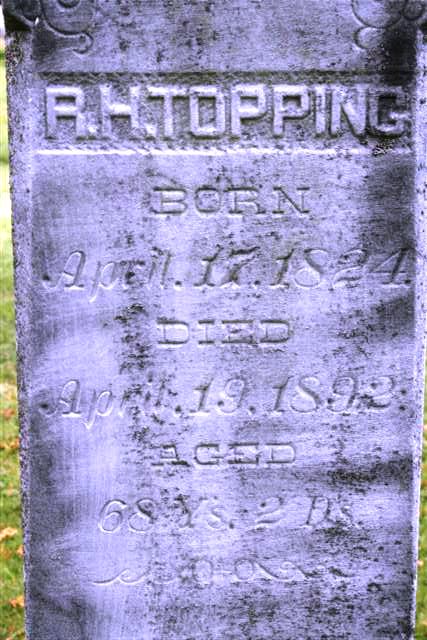 R.H.TOPPING
BORN
April. 17. 1824
DIED
April. 19. 1892.
AGED
68 Ys. 2 Ds.